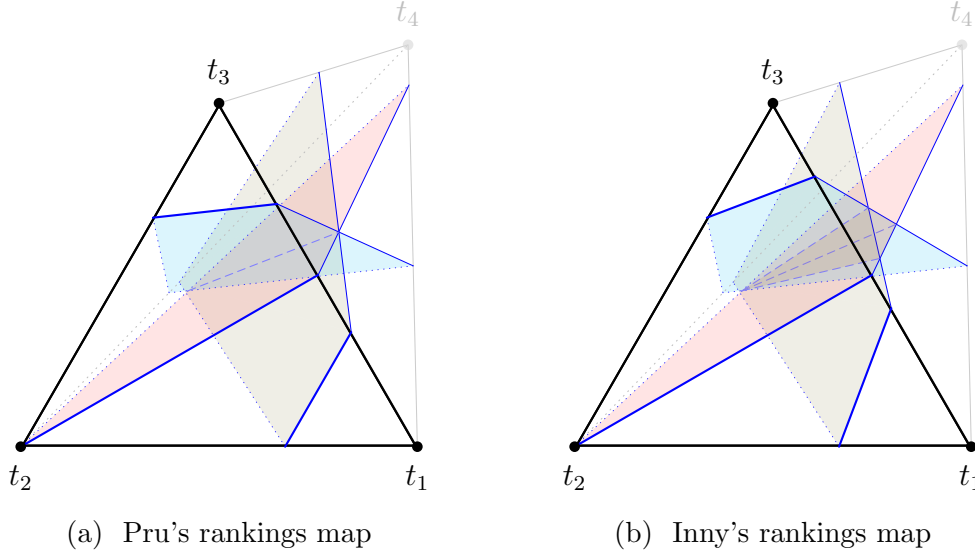 t₄ t₄
t₃ t₃
t₂ t₁ t₂ t₁
(a) Pru's rankings map (b) Inny's rankings map